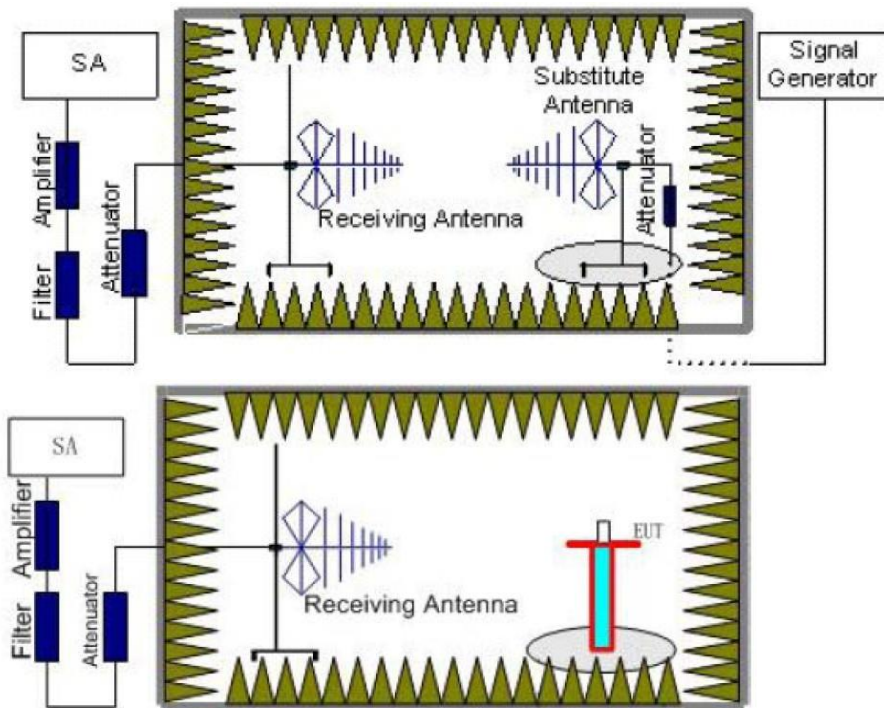 SA
Amplifier
Filter
Attenuator
Receiving Antenna
Substitute
Antenna
Attenuator
Signal
Generator
SA
Amplifier
Filter
Attenuator
Receiving Antenna
EUT